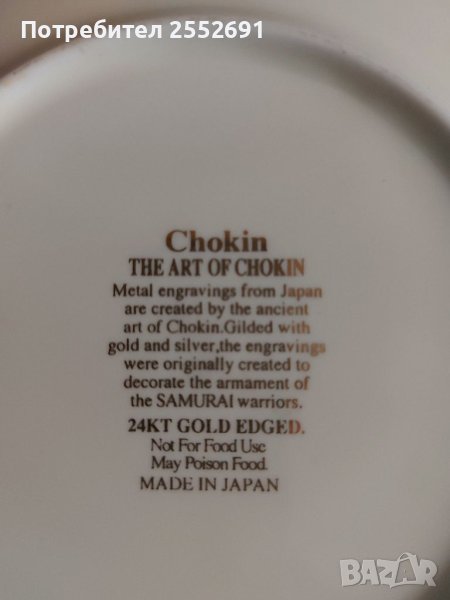 Потребител 2552691
Chokin
THE ART OF CHOKIN
Metal engravings from Japan
are created by the ancient
art of Chokin.Gilded with
gold and silver,the engravings
were originally created to
decorate the armament of
the SAMURAI warriors.
24KT GOLD EDGED.
Not For Food Use
May Poison Food.
MADE IN JAPAN
BAZAR